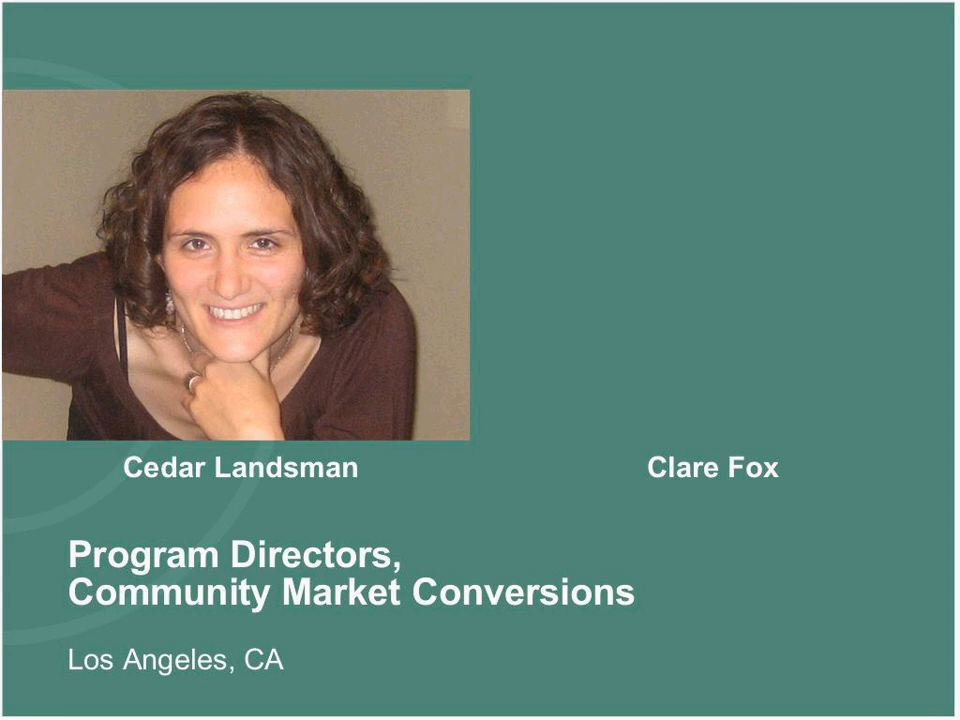 Cedar Landsman Clare Fox
Program Directors,
Community Market Conversions
Los Angeles, CA